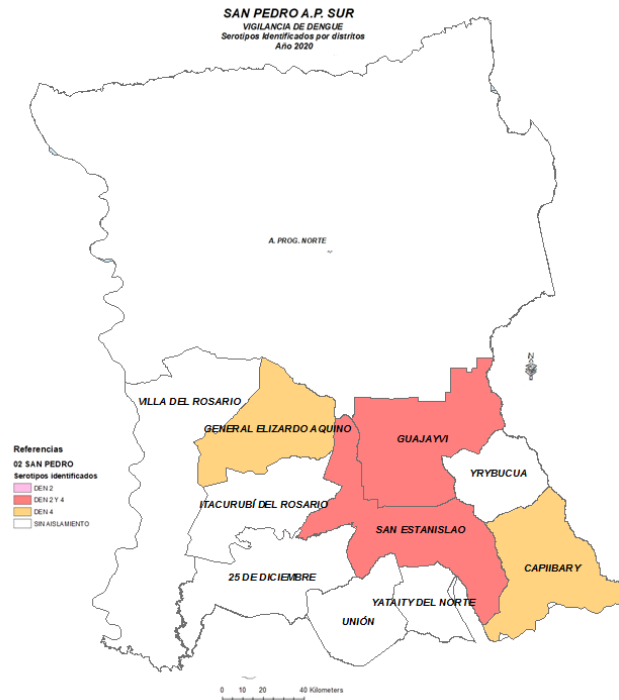 SAN PEDRO A.P. SUR
VIGILANCIA DE DENGUE
Serotipos Identificados por distritos
Año 2020
A. PROG. NORTE
N
VILLA DEL ROSARIO
GENERAL ELIZARDO AQUINO
GUAJAYVI
YRYBUCUA
ITACURUBÍ DEL ROSARIO
SAN ESTANISLAO
CAPIIBARY
25 DE DICIEMBRE
YATAITY DEL NORTE
UNIÓN
Referencias
02 SAN PEDRO
Serotipos identificados
DEN 2
DEN 2 Y 4
DEN 4
SIN AISLAMIENTO
0 10 20 40 Kilometers